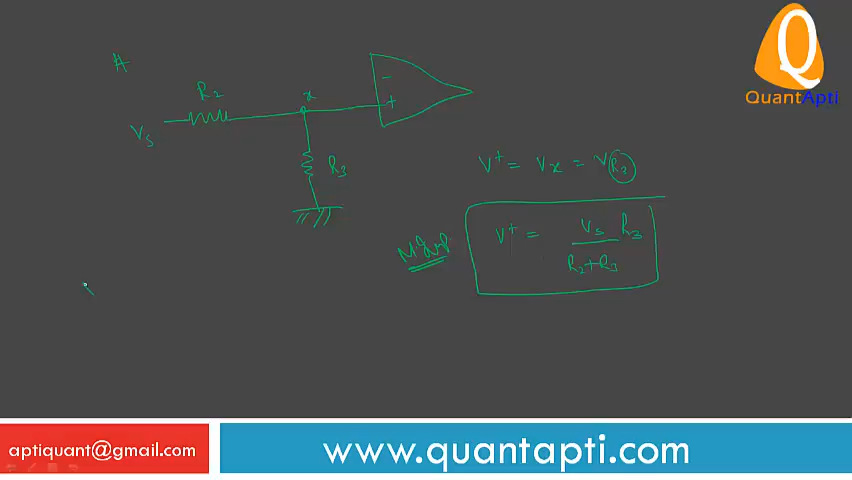 Q
QuantApti
#
R2
x
-
+
Vs
R3
V+ = Vx = VR3
V+ = Vs R3
R2+R3
aptiquant@gmail.com
www.quantapti.com